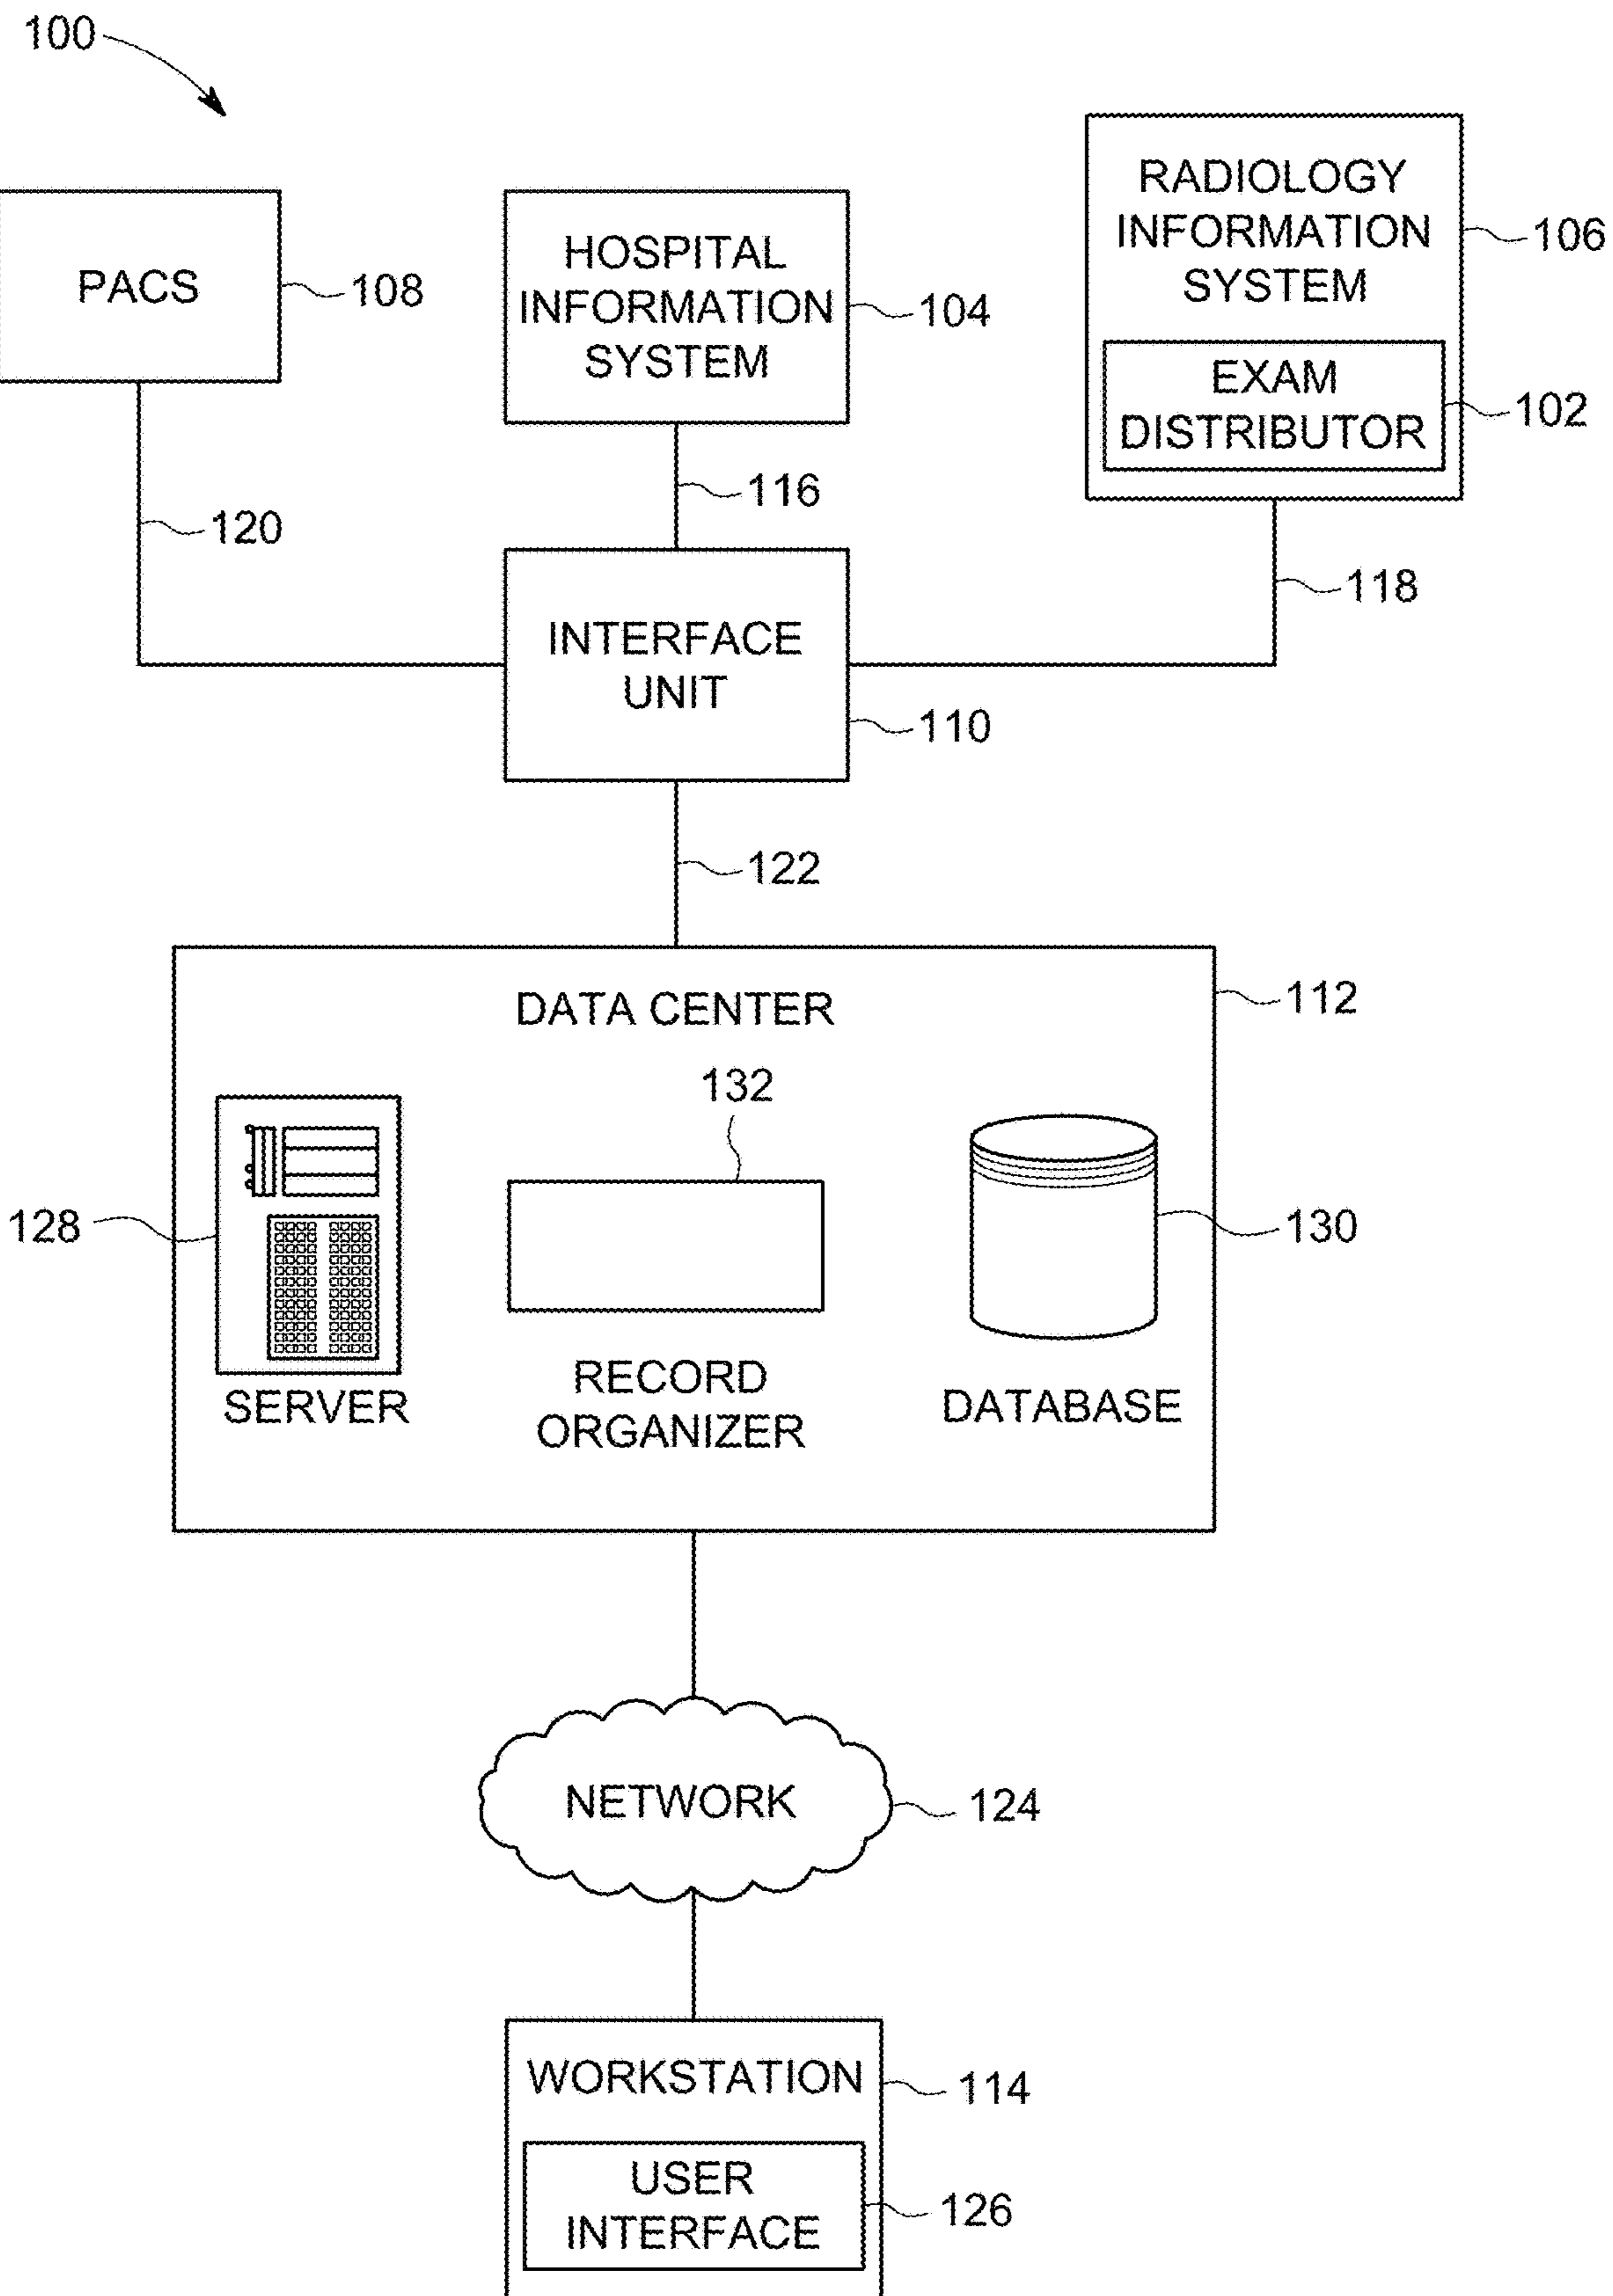 100
PACS
108
HOSPITAL
INFORMATION
SYSTEM
104
RADIOLOGY
INFORMATION
SYSTEM
106
EXAM
DISTRIBUTOR
102
116
120
118
INTERFACE
UNIT
110
122
DATA CENTER
112
132
128
130
SERVER
RECORD
ORGANIZER
DATABASE
NETWORK
124
WORKSTATION
114
USER
INTERFACE
126